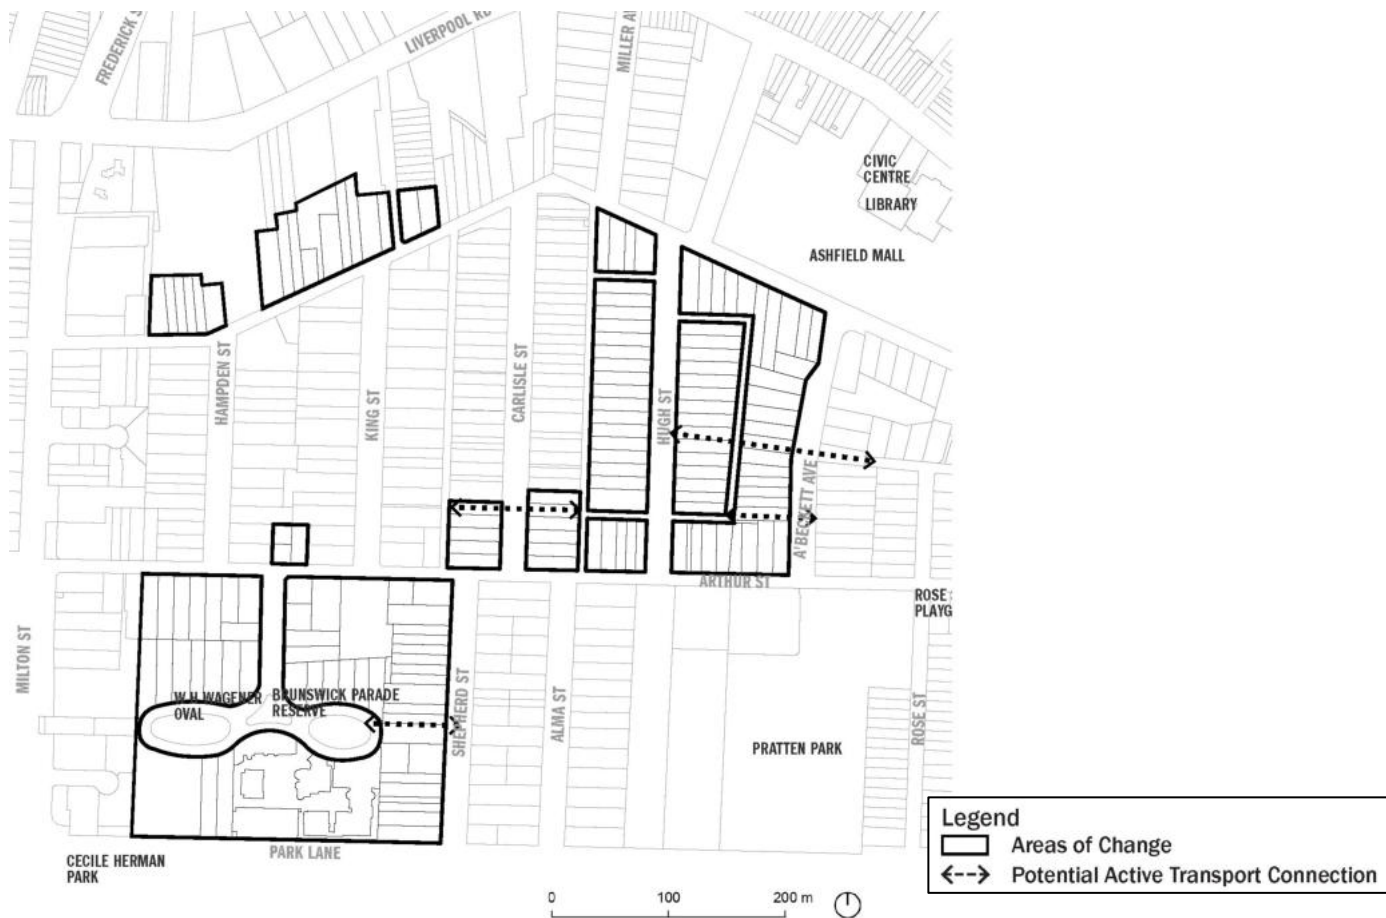 FREDERICK S
LIVERPOOL RD
MILLER A
CIVIC
CENTRE
LIBRARY
ASHFIELD MALL
HAMPDEN ST
KING ST
CARLISLE ST
HUGH ST
A'BECKETT AVE
ARTHUR ST
ROSE
PLAYG
MILTON ST
W H WAGENER
OVAL
BRUNSWICK PARADE
RESERVE
SHEPHERD ST
ALMA ST
PRATTEN PARK
ROSE ST
PARK LANE
CECILE HERMAN
PARK
Legend
Areas of Change
Potential Active Transport Connection
0 100 200 m